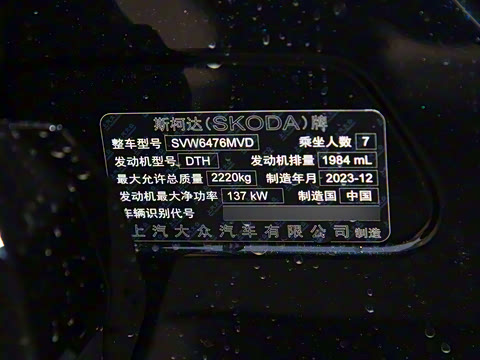 斯柯达(SKODA)牌
整车型号 SVW6476MVD 乘坐人数 7
发动机型号 DTH 发动机排量 1984 mL
最大允许总质量 2220kg 制造年月 2023-12
发动机最大净功率 137 kW 制造国 中国
车辆识别代号
上汽大众汽车有限公司 制造